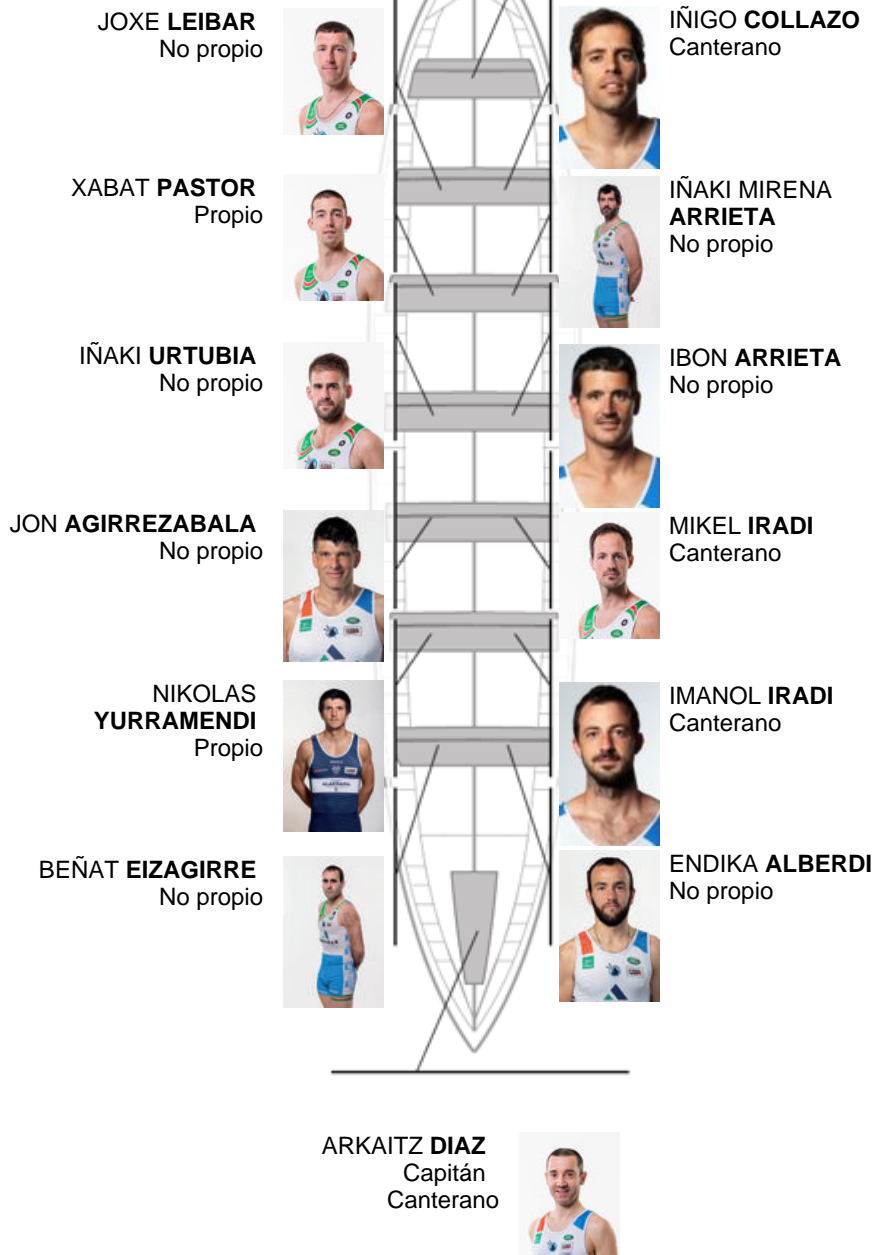 JOXE LEIBAR
No propio
IÑIGO COLLAZO
Canterano
XABAT PASTOR
Propio
IÑAKI MIRENA
ARRIETA
No propio
IÑAKI URTUBIA
No propio
IBON ARRIETA
No propio
JON AGIRREZABALA
No propio
MIKEL IRADI
Canterano
NIKOLAS
YURRAMENDI
Propio
IMANOL IRADI
Canterano
BEÑAT EIZAGIRRE
No propio
ENDIKA ALBERDI
No propio
ARKAITZ DIAZ
Capitán
Canterano